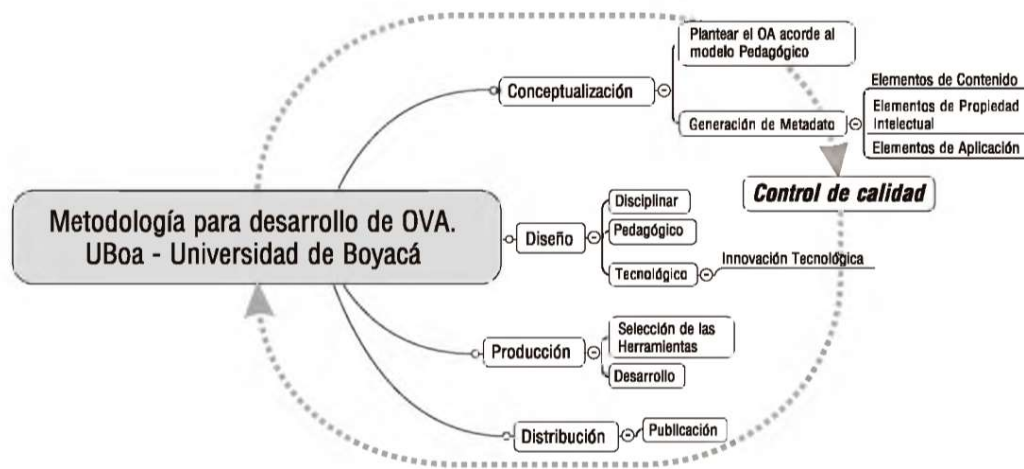 Plantear el OA acorde al
modelo Pedagógico
Conceptualización
Generación de Metadato
Elementos de Contenido
Elementos de Propiedad
Intelectual
Elementos de Aplicación
Control de calidad
Metodología para desarrollo de OVA.
UBoa - Universidad de Boyacá
Diseño
Disciplinar
Pedagógico
Tecnológico
Innovación Tecnológica
Producción
Selección de las
Herramientas
Desarrollo
Distribución
Publicación